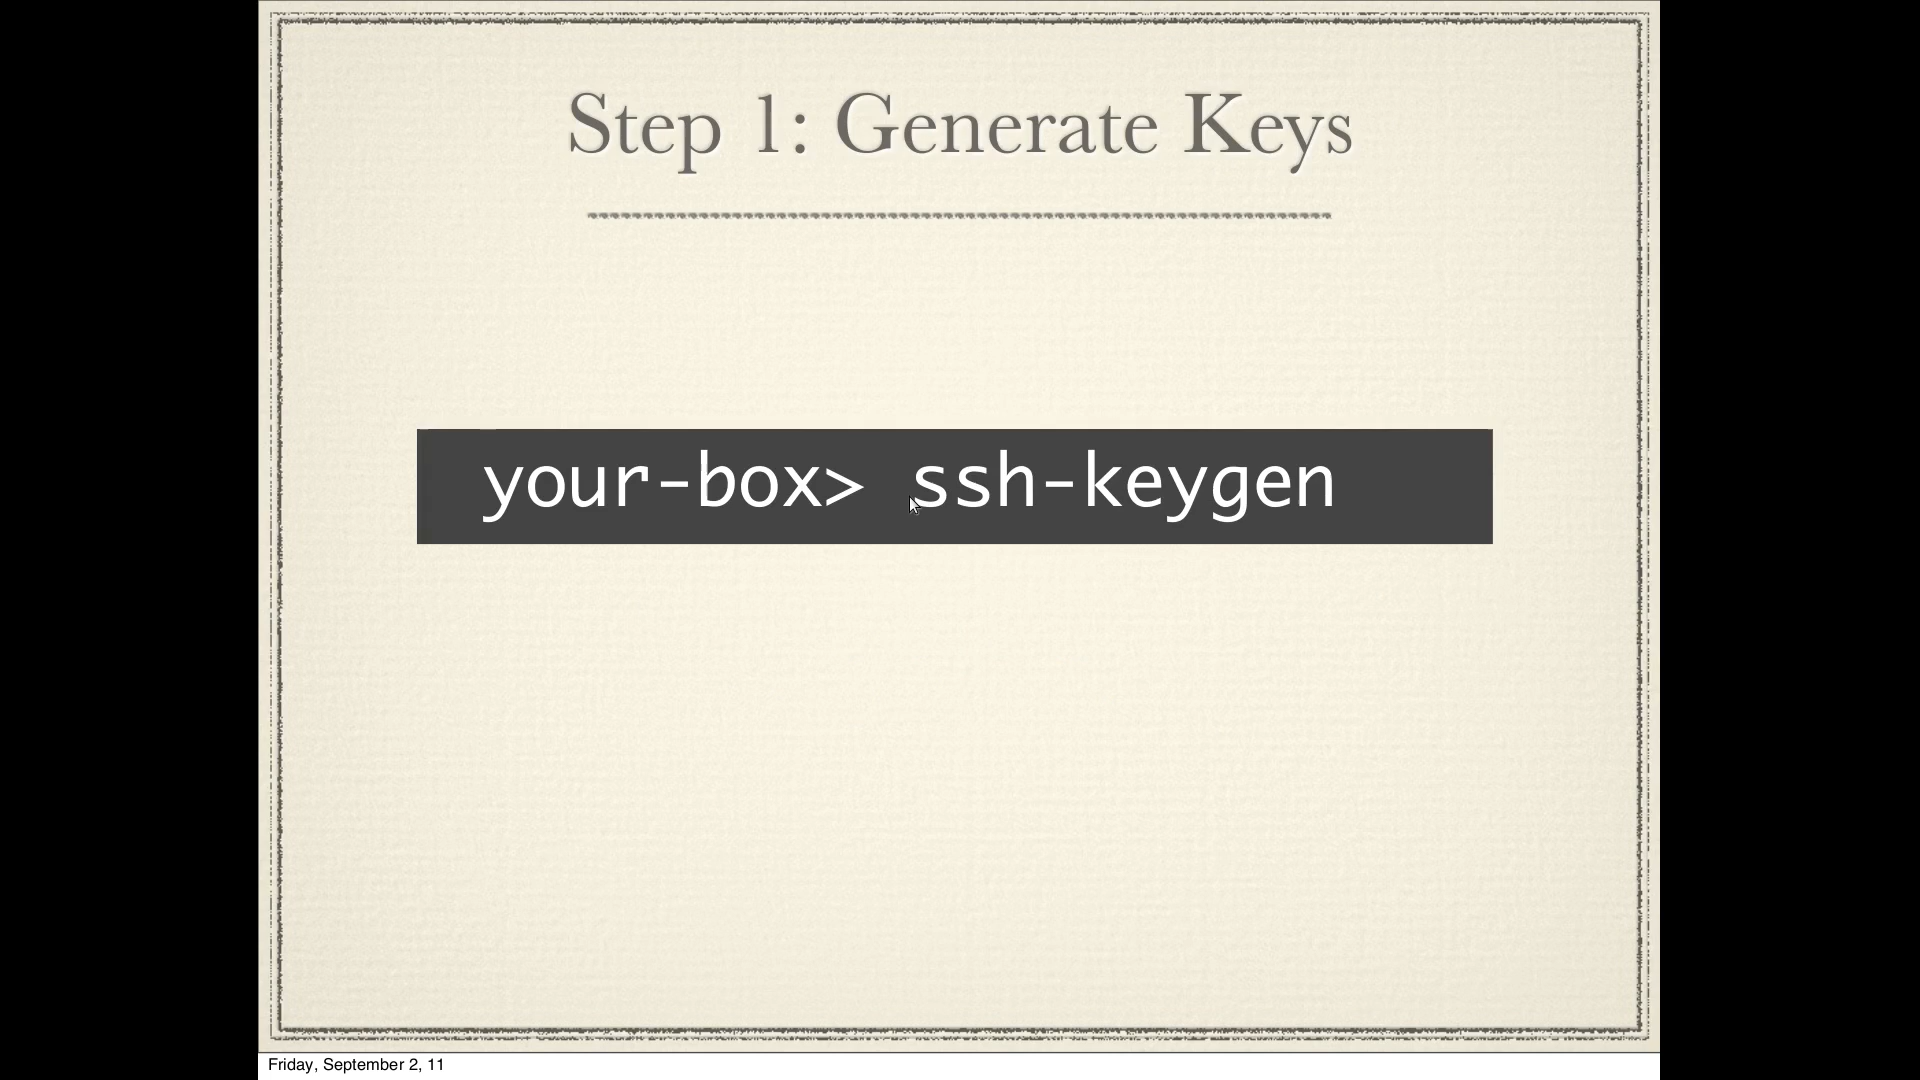 Step 1: Generate Keys
your-box> ssh-keygen
Friday, September 2, 11